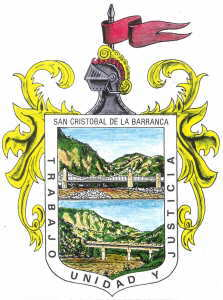 SAN CRISTOBAL DE LA BARRANCA
TRABAJO
UNIDAD Y
JUSTICIA